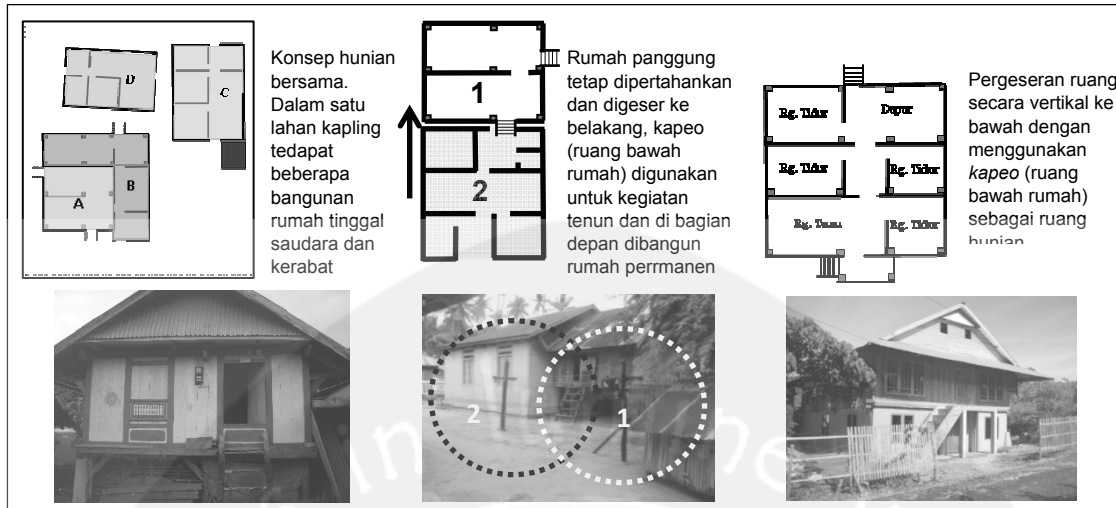 D
C
A
B
Konsep hunian
bersama.
Dalam satu
lahan kapling
tedapat
beberapa
bangunan
rumah tinggal
saudara dan
kerabat
1
2
Rumah panggung
tetap dipertahankan
dan digeser ke
belakang, kapeo
(ruang bawah
rumah) digunakan
untuk kegiatan
tenun dan di bagian
depan dibangun
rumah perrmanen
Rg. Tidur
Dapur
Rg. Tidur
Rg. Tidur
Rg. Tamu
Rg. Tidur
Pergeseran ruang
secara vertikal ke
bawah dengan
menggunakan
kapeo (ruang
bawah rumah)
sebagai ruang
hunian
2
1